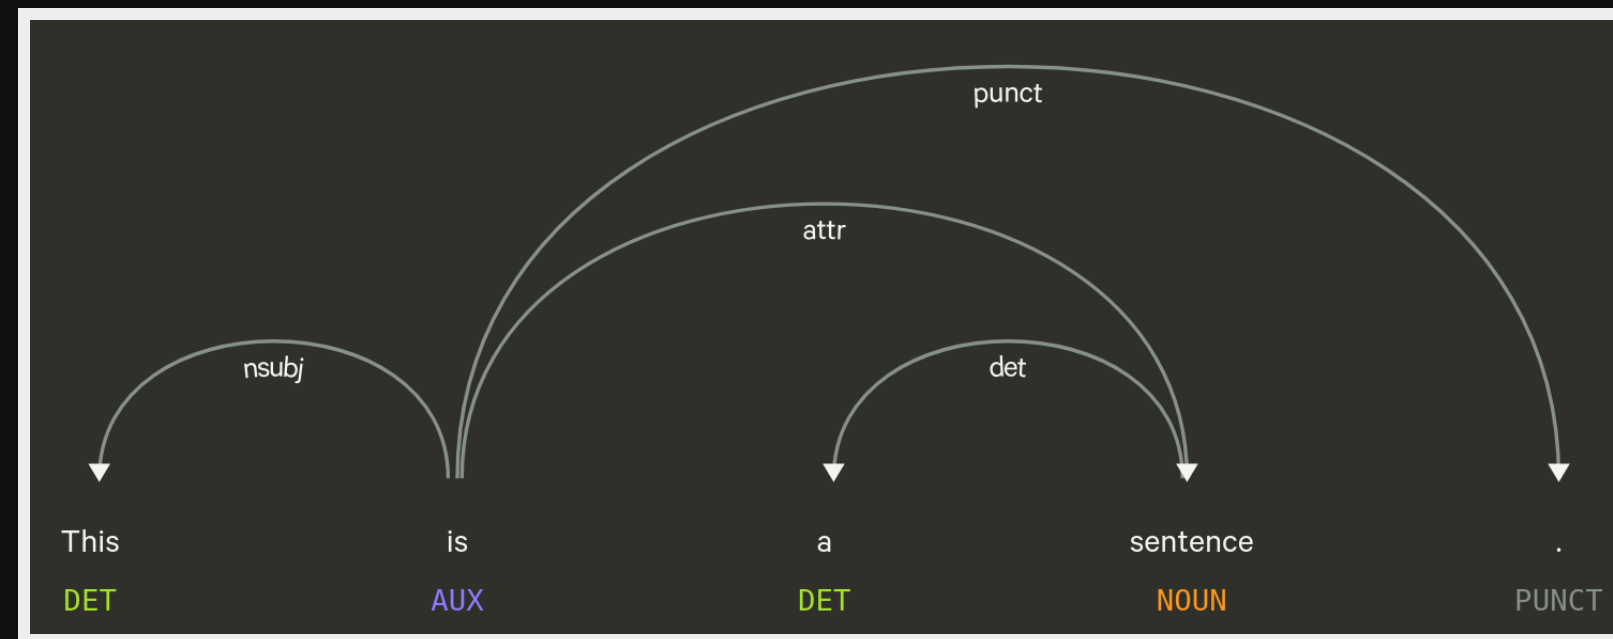 punct
attr
nsubj det
This is a sentence .
DET AUX DET NOUN PUNCT